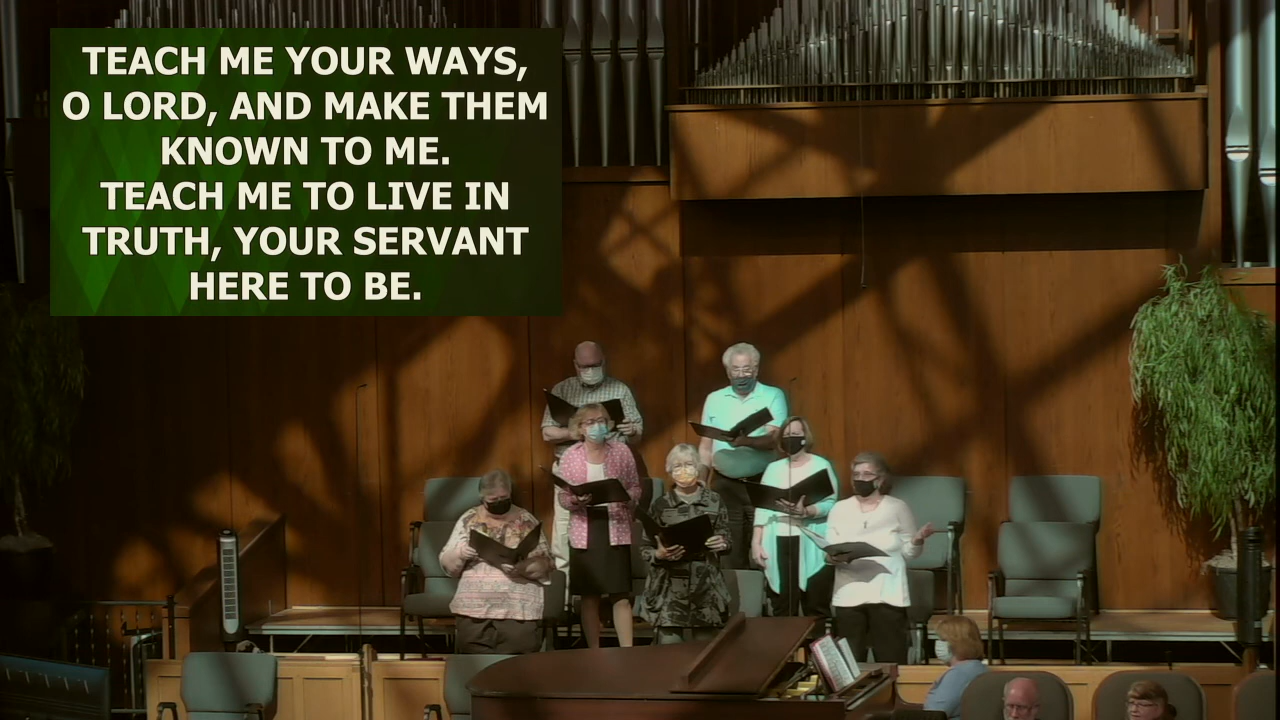 TEACH ME YOUR WAYS,
O LORD, AND MAKE THEM
KNOWN TO ME.
TEACH ME TO LIVE IN
TRUTH, YOUR SERVANT
HERE TO BE.